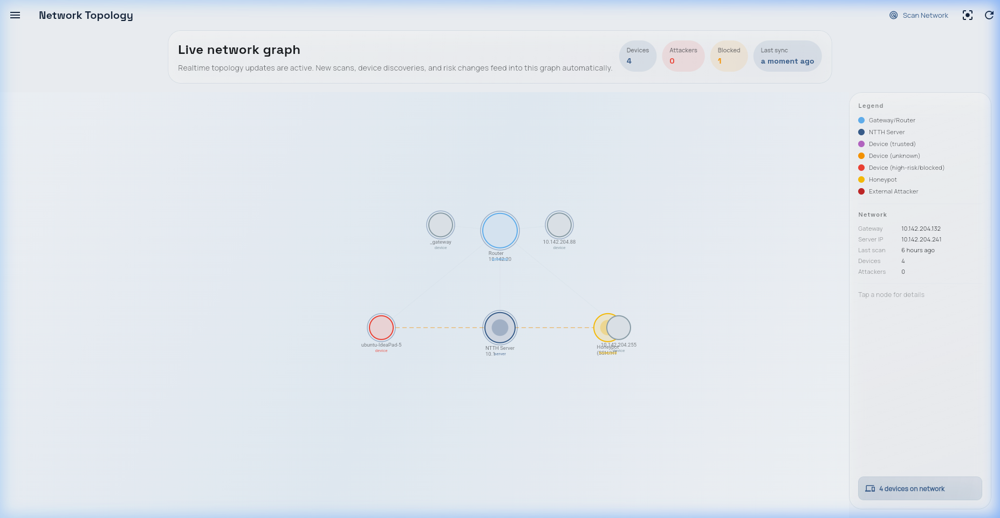 Network Topology
Scan Network
Live network graph
Realtime topology updates are active. New scans, device discoveries, and risk changes feed into this graph automatically.
Devices
4
Attackers
0
Blocked
1
Last sync
a moment ago
Legend
Gateway/Router
NTTH Server
Device (trusted)
Device (unknown)
Device (high-risk/blocked)
Honeypot
External Attacker
Network
Gateway 10.142.204.132
Server IP 10.142.204.241
Last scan 6 hours ago
Devices 4
Attackers 0
Tap a node for details
4 devices on network
_gateway
device
Router
10.142.20
10.142.204.88
device
ubuntu-IdeaPad-5
device
NTTH Server
10.1
server
Honeypot
(SSH/HT
10.142.204.255
device